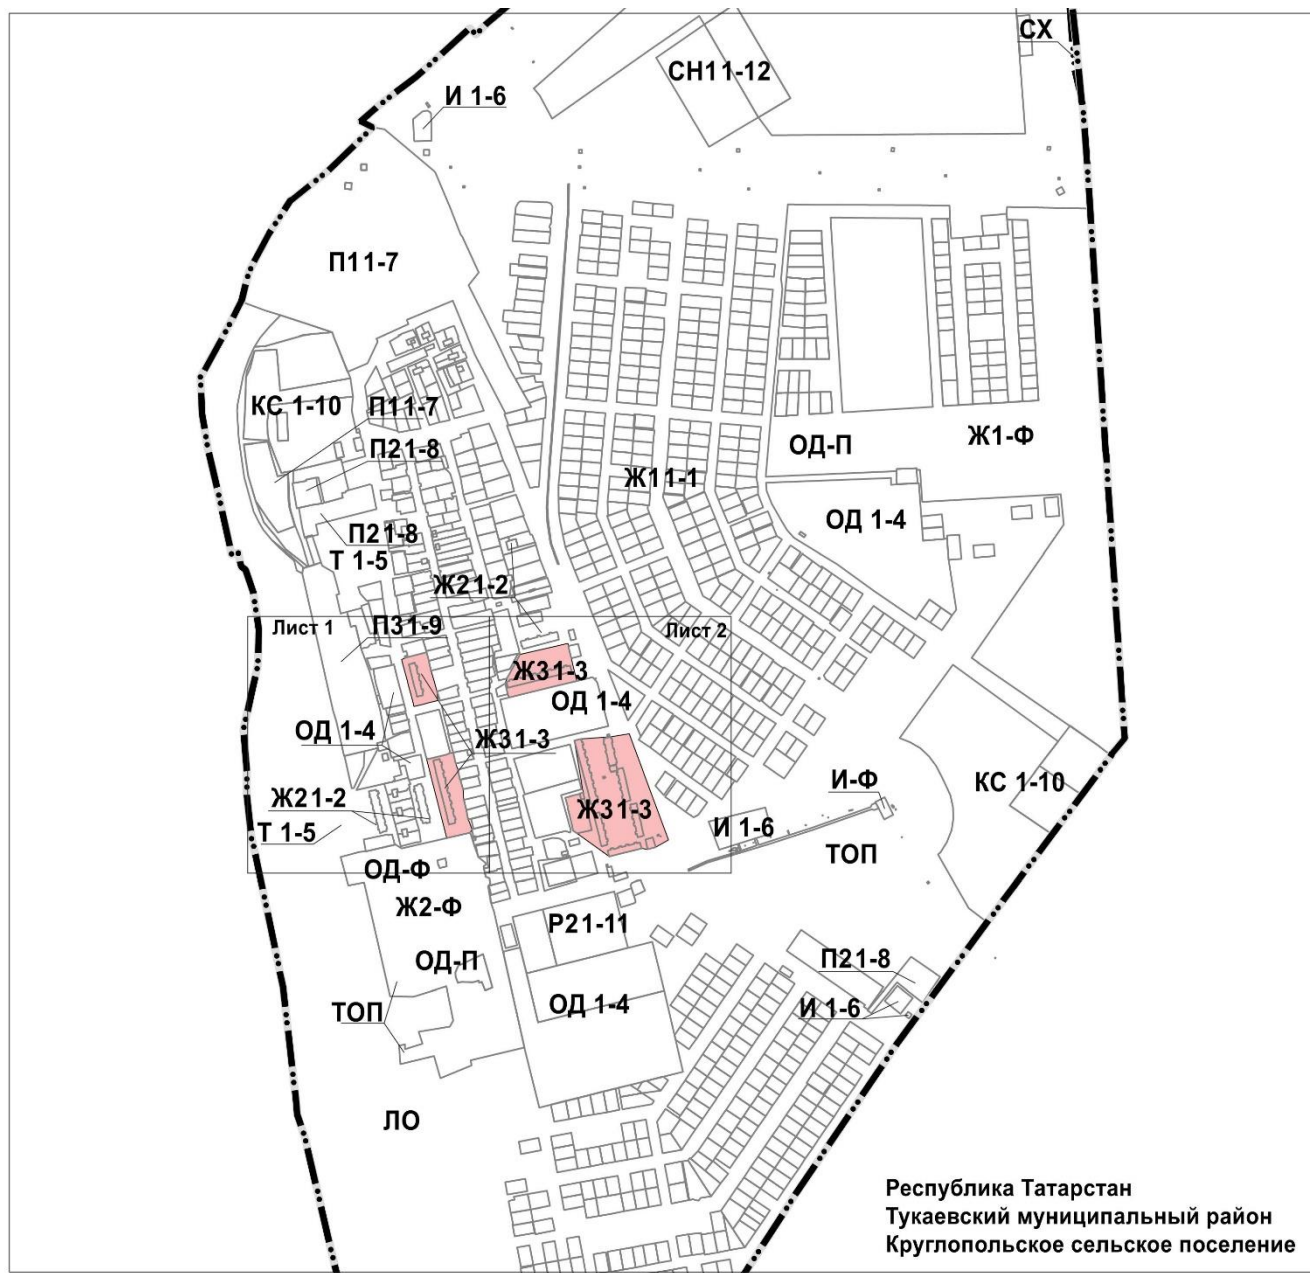 СХ
СН11-12
И 1-6
П11-7
КС 1-10
П11-7
Ж1-Ф
ОД-П
П21-8
Ж11-1
ОД 1-4
П21-8
Т 1-5
Ж21-2
Лист 1
П31-9
Лист 2
Ж31-3
ОД 1-4
ОД 1-4
Ж31-3
И-Ф
КС 1-10
Ж21-2
Ж31-3
Т 1-5
И 1-6
ТОП
ОД-Ф
Ж2-Ф
Р21-11
ОД-П
П21-8
ТОП
ОД 1-4
И 1-6
ЛО
Республика Татарстан
Тукаевский муниципальный район
Круглопольское сельское поселение